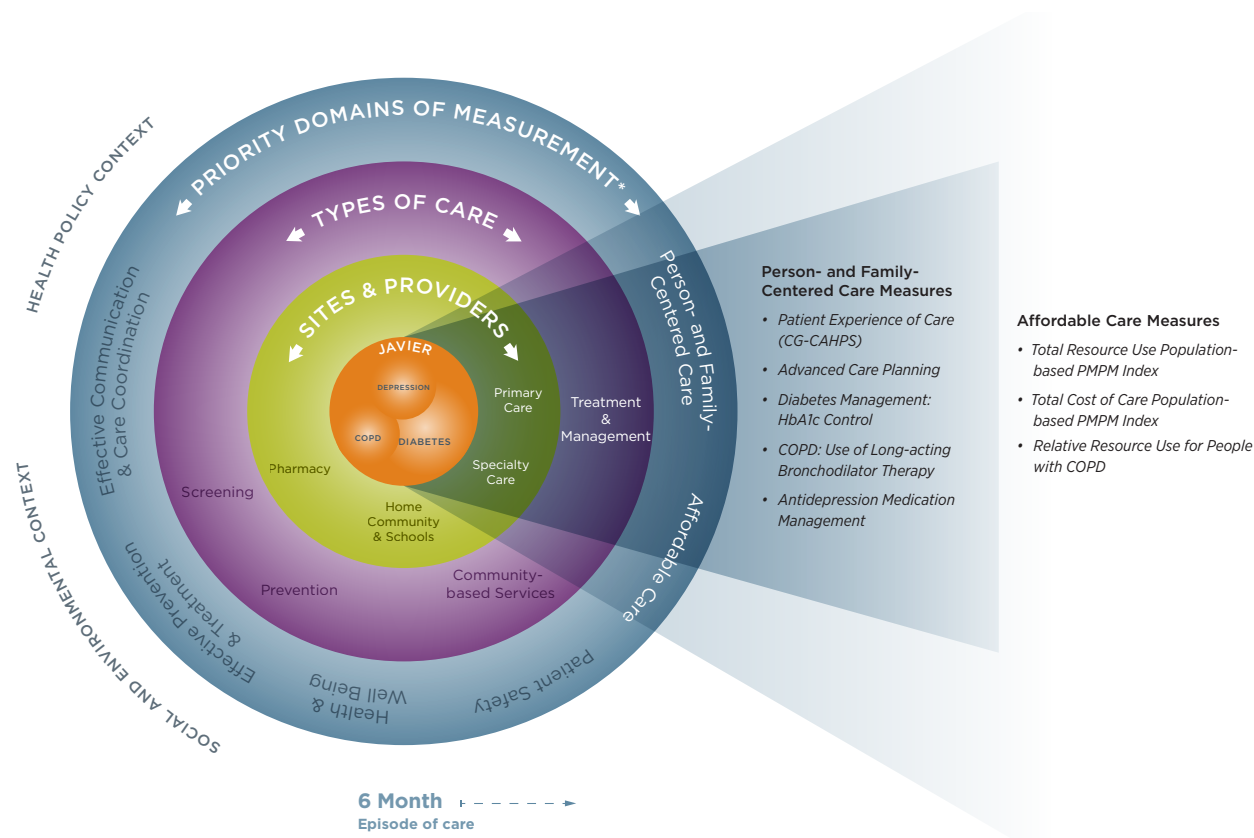 HEALTH POLICY CONTEXT
SOCIAL AND ENVIRONMENTAL CONTEXT
PRIORITY DOMAINS OF MEASUREMENT*
TYPES OF CARE
SITES & PROVIDERS
JAVIER
DEPRESSION
COPD
DIABETES
Primary
Care
Specialty
Care
Pharmacy
Home
Community
& Schools
Treatment
&
Management
Screening
Prevention
Community-
based Services
Person- and Family-
Centered Care
Affordable Care
Patient Safety
Health &
Well Being
Effective Prevention
& Treatment
Effective Communication
& Care Coordination
Person- and Family-
Centered Care Measures
• Patient Experience of Care
(CG-CAHPS)
• Advanced Care Planning
• Diabetes Management:
HbA1c Control
• COPD: Use of Long-acting
Bronchodilator Therapy
• Antidepression Medication
Management
Affordable Care Measures
• Total Resource Use Population-
based PMPM Index
• Total Cost of Care Population-
based PMPM Index
• Relative Resource Use for People
with COPD
6 Month
Episode of care